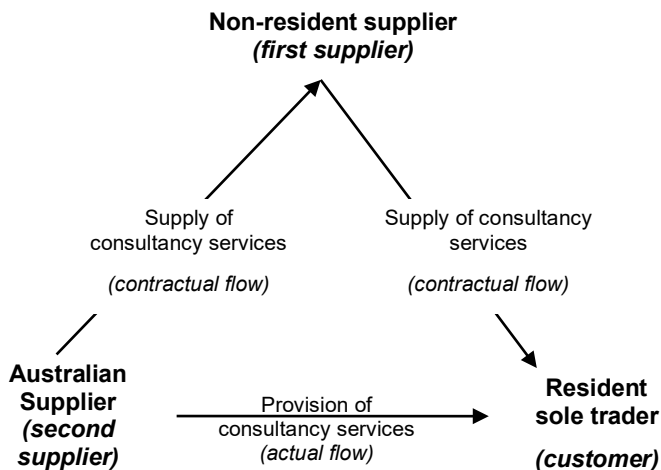 Non-resident supplier
(first supplier)
Supply of
consultancy services
(contractual flow)
Supply of consultancy
services
(contractual flow)
Australian
Supplier
(second
supplier)
Provision of
consultancy services
(actual flow)
Resident
sole trader
(customer)